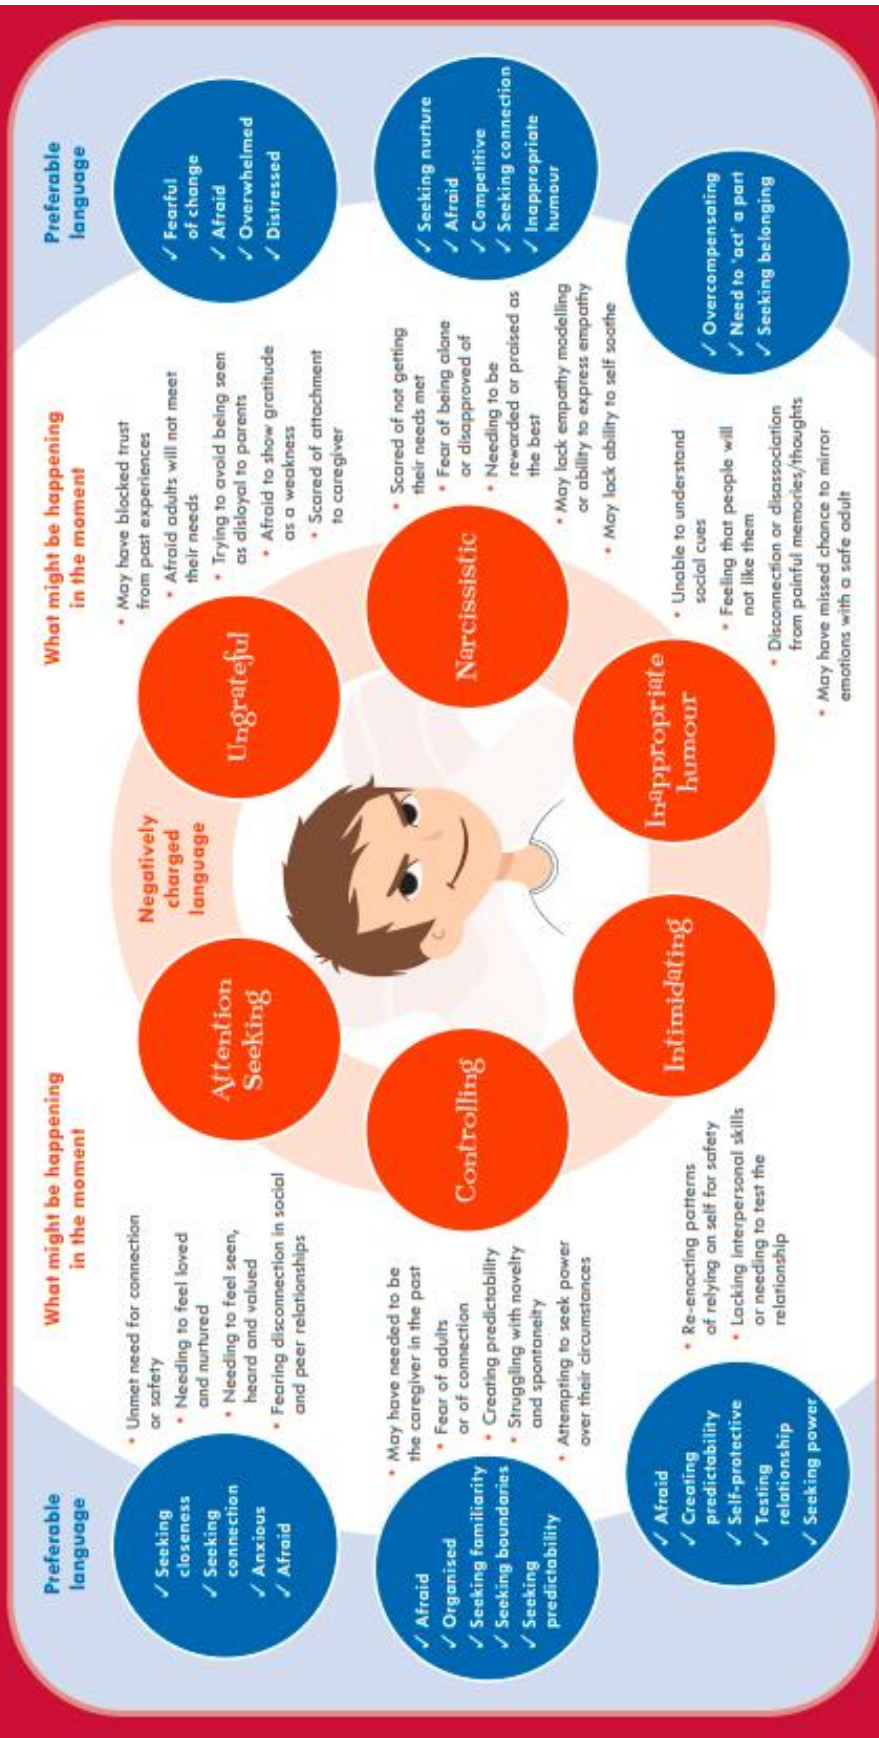 Preferable
language
What might be happening
in the moment
What might be happening
in the moment
Preferable
language
Negatively
charged
language
✓ Seeking
closeness
✓ Seeking
connection
✓ Anxious
✓ Afraid
• Unmet need for connection
or safety
• Needing to feel loved
and nurtured
• Needing to feel seen,
heard and valued
• Fearing disconnection in social
and peer relationships
Attention
Seeking
Ungrateful
• May have blocked trust
from past experiences
• Afraid adults will not meet
their needs
• Trying to avoid being seen
as disloyal to parents
• Afraid to show gratitude
as a weakness
• Scared of attachment
to caregiver
✓ Fearful
of change
✓ Afraid
✓ Overwhelmed
✓ Distressed
✓ Afraid
✓ Organised
✓ Seeking familiarity
✓ Seeking boundaries
✓ Seeking
predictability
• May have needed to be
the caregiver in the past
• Fear of adults
or of connection
• Creating predictability
• Struggling with novelty
and spontaneity
• Attempting to seek power
over their circumstances
Controlling
Narcissistic
• Scared of not getting
their needs met
• Fear of being alone
or disapproved of
• Needing to be
rewarded or praised as
the best
• May lack empathy modelling
or ability to express empathy
• May lack ability to self soothe
✓ Seeking nurture
✓ Afraid
✓ Competitive
✓ Seeking connection
✓ Inappropriate
humour
✓ Afraid
✓ Creating
predictability
✓ Self-protective
✓ Testing
relationship
✓ Seeking power
• Re-enacting patterns
of relying on self for safety
• Lacking interpersonal skills
or needing to test the
relationship
Intimidating
Inappropriate
humour
• Unable to understand
social cues
• Feeling that people will
not like them
• Disconnection or disassociation
from painful memories/thoughts
• May have missed chance to mirror
emotions with a safe adult
✓ Overcompensating
✓ Need to 'act' a part
✓ Seeking belonging